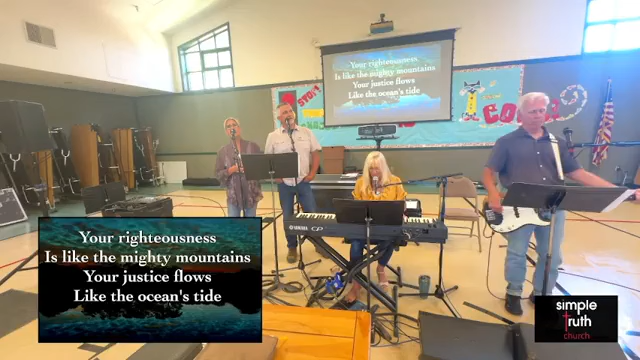 Your righteousness
Is like the mighty mountains
Your justice flows
Like the ocean's tide
YAMAHA CP
Your righteousness
Is like the mighty mountains
Your justice flows
Like the ocean's tide
simple
truth
church